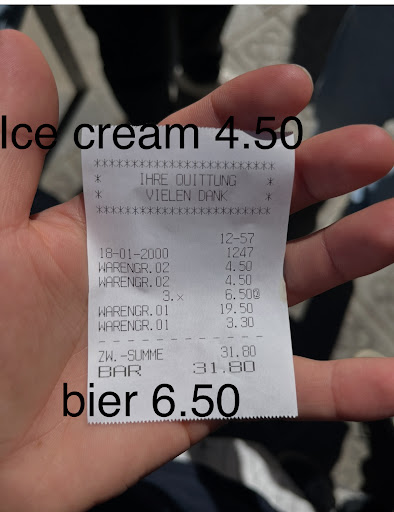 Ice cream 4.50
***********************
* IHRE QUITTUNG *
* VIELEN DANK *
***********************
12-57
18-01-2000 1247
WARENGR.02 4.50
WARENGR.02 4.50
3.x 6.50@
WARENGR.01 19.50
WARENGR.01 3.30
ZW.-SUMME 31.80
BAR 31.80
bier 6.50